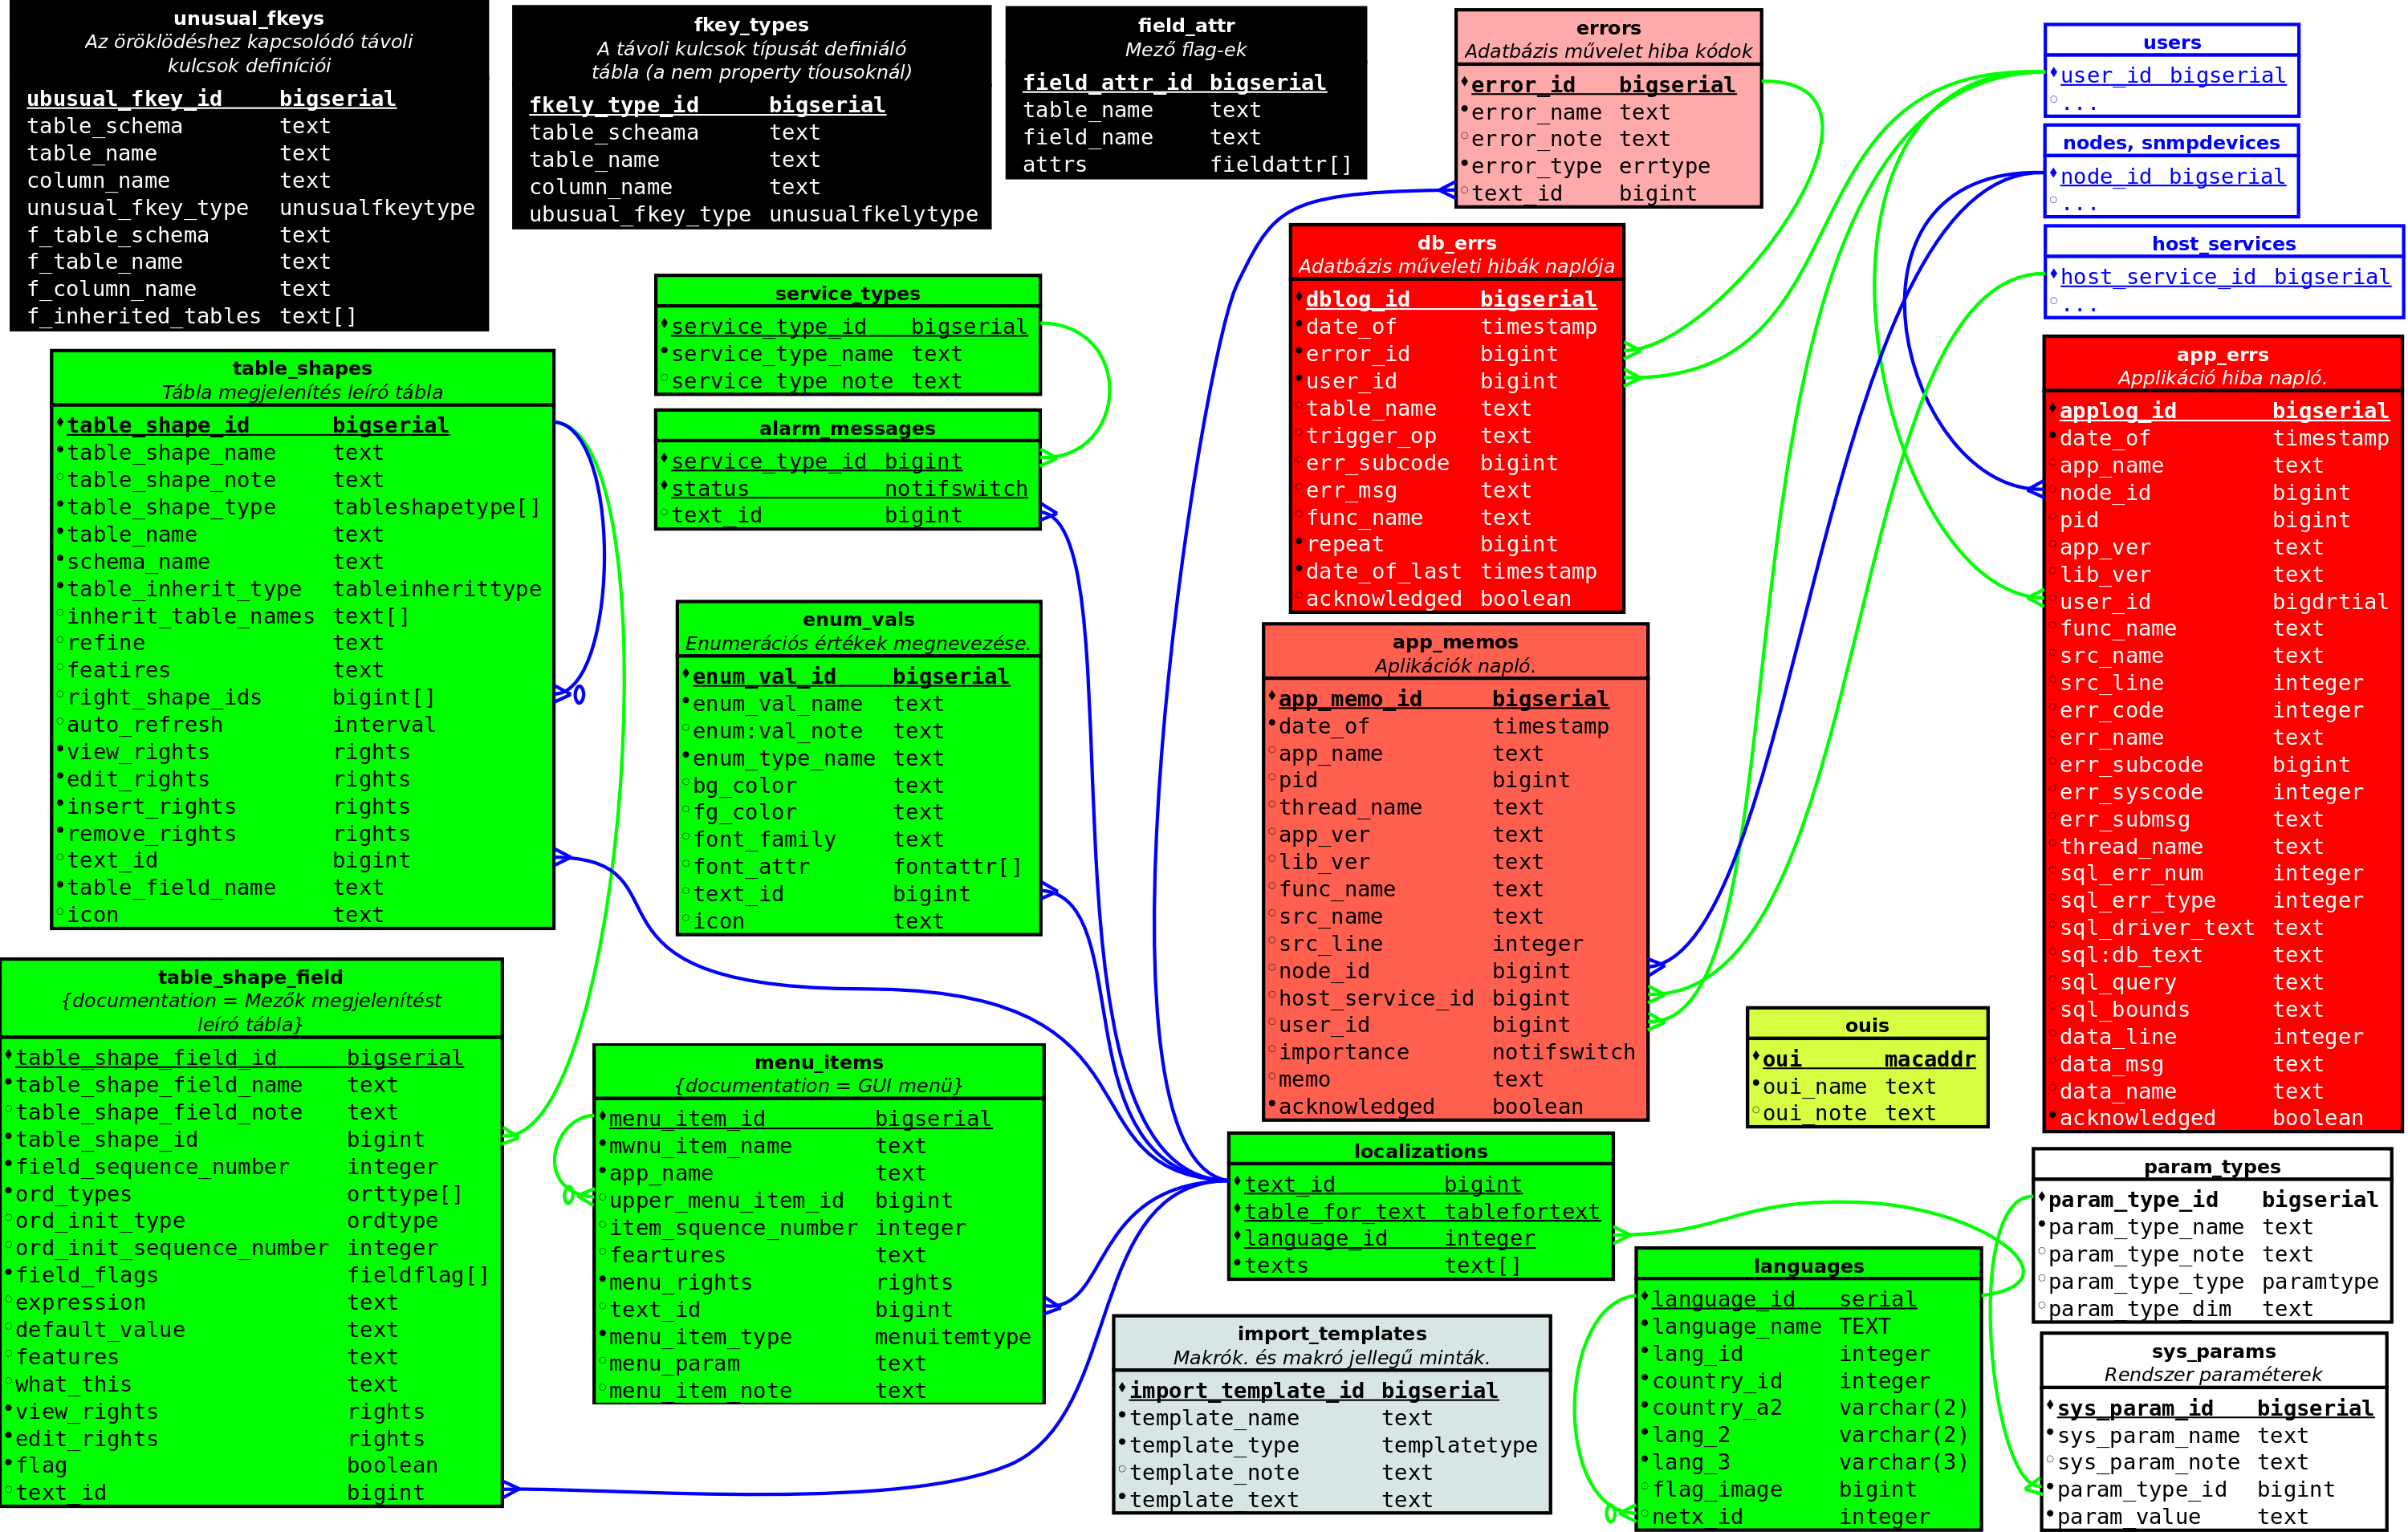 unusual_fkeys
Az öröklödéshez kapcsolódó távoli
kulcsok definíciói
ubusual_fkey_id bigserial
table_schema text
table_name text
column_name text
unusual_fkey_type unusualfkeytype
f_table_schema text
f_table_name text
f_column_name text
f_inherited_tables text[]
fkey_types
A távoli kulcsok típusát definiáló
tábla (a nem property tíousoknál)
fkely_type_id bigserial
table_scheama text
table_name text
column_name text
ubusual_fkey_type unusualfkelytype
field_attr
Mező flag-ek
field_attr_id bigserial
table_name text
field_name text
attrs fieldattr[]
errors
Adatbázis művelet hiba kódok
error_id bigserial
error_name text
error_note text
error_type errtype
text_id bigint
users
user_id bigserial
...
nodes, snmpdevices
node_id bigserial
...
host_services
host_service_id bigserial
...
db_errs
Adatbázis műveleti hibák naplója
dblog_id bigserial
date_of timestamp
error_id bigint
user_id bigint
table_name text
trigger_op text
err_subcode bigint
err_msg text
func_name text
repeat bigint
date_of_last timestamp
acknowledged boolean
service_types
service_type_id bigserial
service_type_name text
service_type_note text
alarm_messages
service_type_id bigint
status notifswitch
text_id bigint
table_shapes
Tábla megjelenítés leíró tábla
table_shape_id bigserial
table_shape_name text
table_shape_note text
table_shape_type tableshapetype[]
table_name text
schema_name text
table_inherit_type tableinherittype
inherit_table_names text[]
refine text
featires text
right_shape_ids bigint[]
auto_refresh interval
view_rights rights
edit_rights rights
insert_rights rights
remove_rights rights
text_id bigint
table_field_name text
icon text
enum_vals
Enumerációs értékek megnevezése.
enum_val_id bigserial
enum_val_name text
enum:val_note text
enum_type_name text
bg_color text
fg_color text
font_family text
font_attr fontattr[]
text_id bigint
icon text
app_errs
Applikáció hiba napló.
applog_id bigserial
date_of timestamp
app_name text
node_id bigint
pid bigint
app_ver text
lib_ver text
user_id bigdrtial
func_name text
src_name text
src_line integer
err_code integer
err_name text
err_subcode bigint
err_syscode integer
err_submsg text
thread_name text
sql_err_num integer
sql_err_type integer
sql_driver_text text
sql:db_text text
sql_query text
sql_bounds text
data_line integer
data_msg text
data_name text
acknowledged boolean
app_memos
Aplikációk napló.
app_memo_id bigserial
date_of timestamp
app_name text
pid bigint
thread_name text
app_ver text
lib_ver text
func_name text
src_name text
src_line integer
node_id bigint
host_service_id bigint
user_id bigint
importance notifswitch
memo text
acknowledged boolean
table_shape_field
{documentation = Mezők megjelenítést
leíró tábla}
table_shape_field_id bigserial
table_shape_field_name text
table_shape_field_note text
table_shape_id bigint
field_sequence_number integer
ord_types orttype[]
ord_init_type ordtype
ord_init_sequence_number integer
field_flags fieldflag[]
expression text
default_value text
features text
what_this text
view_rights rights
edit_rights rights
flag boolean
text_id bigint
menu_items
{documentation = GUI menü}
menu_item_id bigserial
mwnu_item_name text
app_name text
upper_menu_item_id bigint
item_squence_number integer
feartures text
menu_rights rights
text_id bigint
menu_item_type menuitemtype
menu_param text
menu_item_note text
ouis
oui macaddr
oui_name text
oui_note text
localizations
text_id bigint
table_for_text tablefortext
language_id integer
texts text[]
import_templates
Makrók. és makró jellegű minták.
import_template_id bigserial
template_name text
template_type templatetype
template_note text
template_text text
languages
language_id serial
language_name TEXT
lang_id integer
country_id integer
country_a2 varchar(2)
lang_2 varchar(2)
lang_3 varchar(3)
flag_image bigint
netx_id integer
param_types
param_type_id bigserial
param_type_name text
param_type_note text
param_type_type paramtype
param_type_dim text
sys_params
Rendszer paraméterek
sys_param_id bigserial
sys_param_name text
sys_param_note text
param_type_id bigint
param_value text